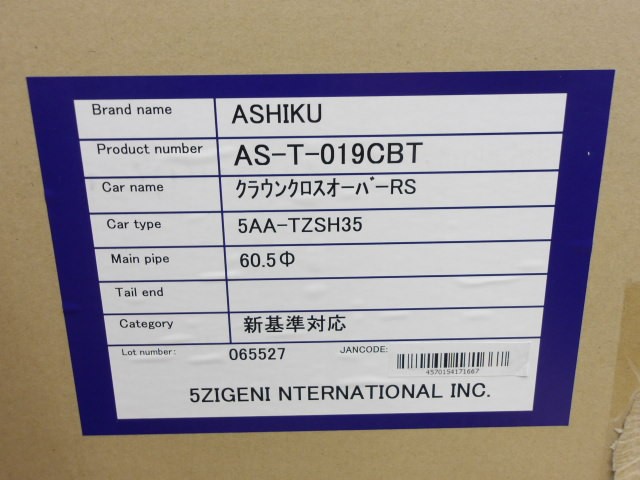 Brand name ASHIKU
Product number AS-T-019CBT
Car name クラウンクロスオーバーRS
Car type 5AA-TZSH35
Main pipe 60.5Φ
Tail end
Category 新基準対応
Lot number: 065527 JANCODE:
4570194171667
5ZIGENI NTERNATIONAL INC.